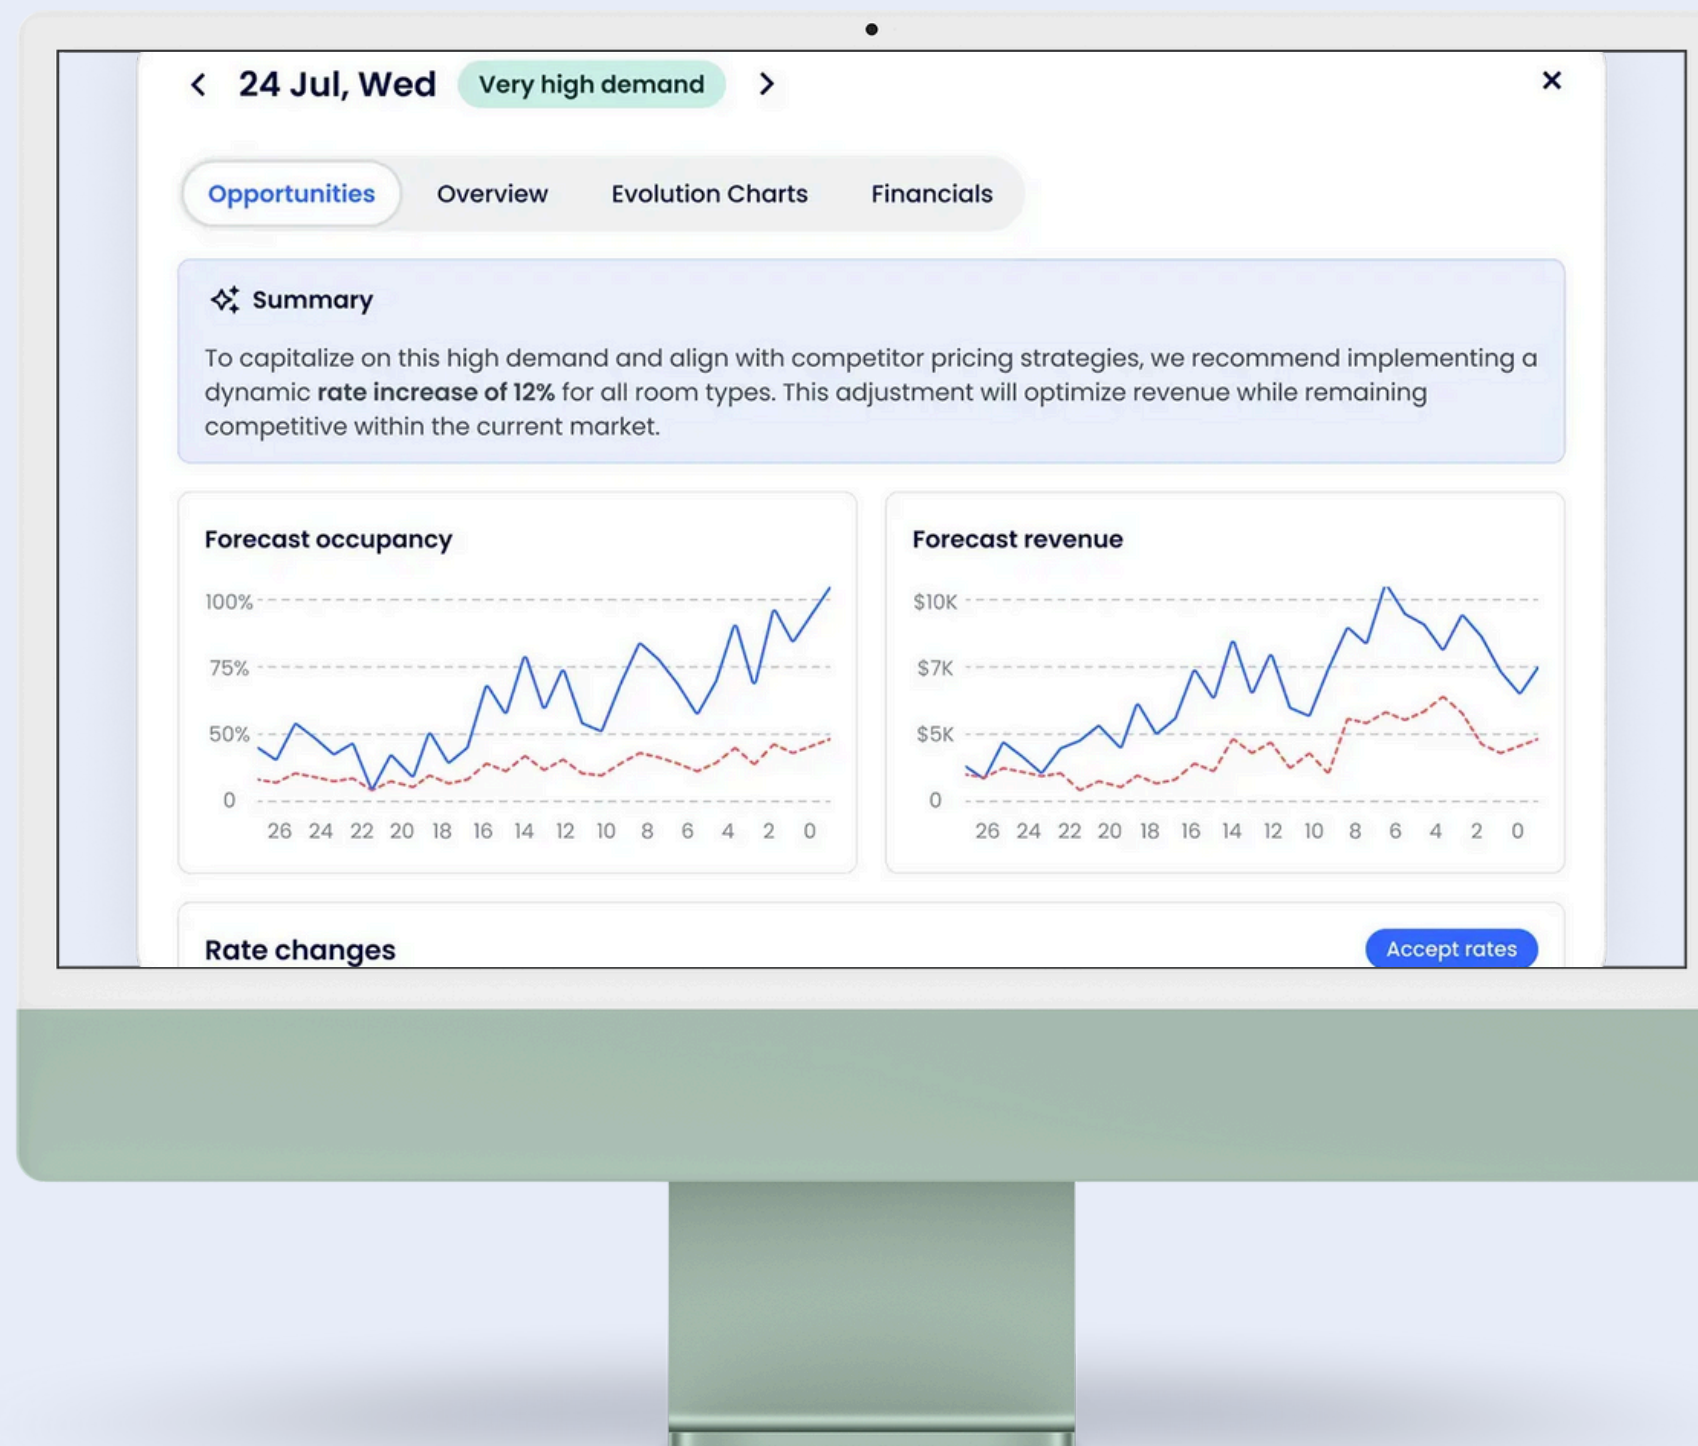 24 Jul, Wed
Very high demand
Opportunities
Overview
Evolution Charts
Financials
Summary
To capitalize on this high demand and align with competitor pricing strategies, we recommend implementing a
dynamic rate increase of 12% for all room types. This adjustment will optimize revenue while remaining
competitive within the current market.
Forecast occupancy
100%
75%
50%
0
26 24 22 20 18 16 14 12 10 8 6 4 2 0
Forecast revenue
$10K
$7K
$5K
0
26 24 22 20 18 16 14 12 10 8 6 4 2 0
Rate changes
Accept rates